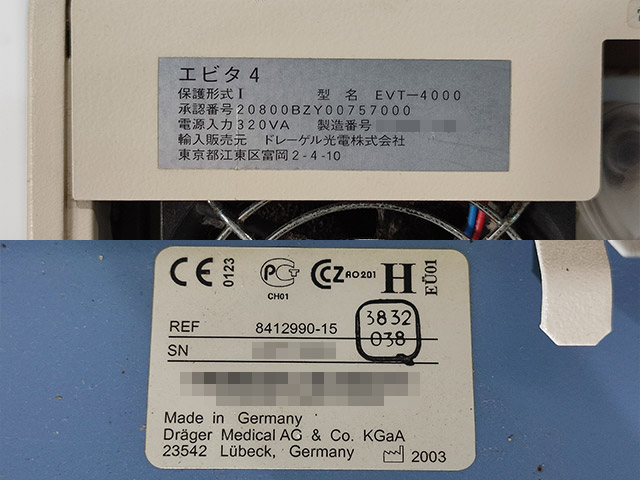 エビタ4
保護形式I 型 名 EVT-4000
承認番号20800BZY00757000
電源入力320VA 製造番号
輸入販売元 ドレーゲル光電株式会社
東京都江東区富岡2-4-10
CE 0123 PCT CH01 CCZ AO201 H EÜ01
REF 8412990-15
3832
038
SN
Made in Germany
Dräger Medical AG & Co. KGaA
23542 Lübeck, Germany 2003